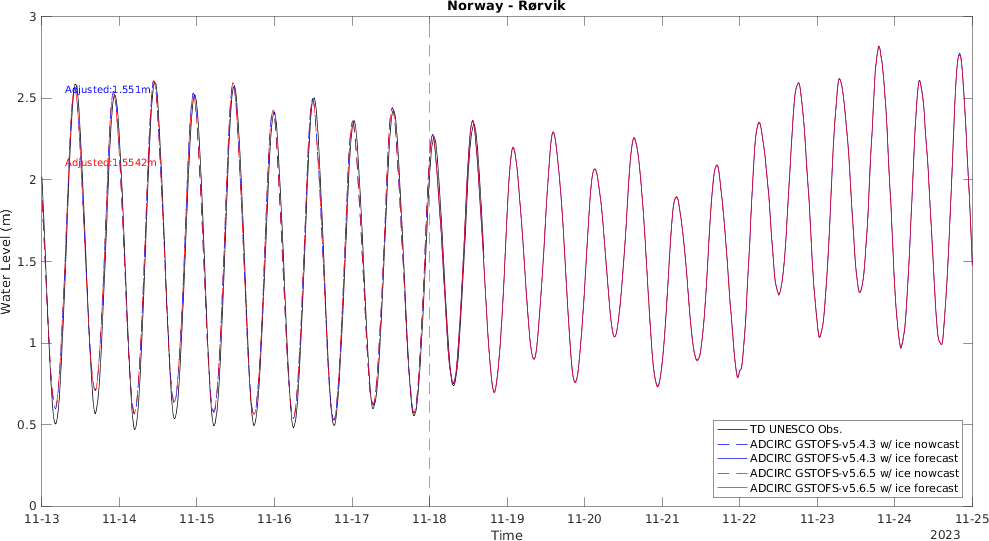 Norway - Rørvik
Water Level (m)
3
2.5
2
1.5
1
0.5
0
Adjusted:1.551m
Adjusted:1.5542m
TD UNESCO Obs.
ADCIRC GSTOFS-v5.4.3 w/ ice nowcast
ADCIRC GSTOFS-v5.4.3 w/ ice forecast
ADCIRC GSTOFS-v5.6.5 w/ ice nowcast
ADCIRC GSTOFS-v5.6.5 w/ ice forecast
11-13 11-14 11-15 11-16 11-17 11-18 11-19 11-20 11-21 11-22 11-23 11-24 11-25
Time
2023